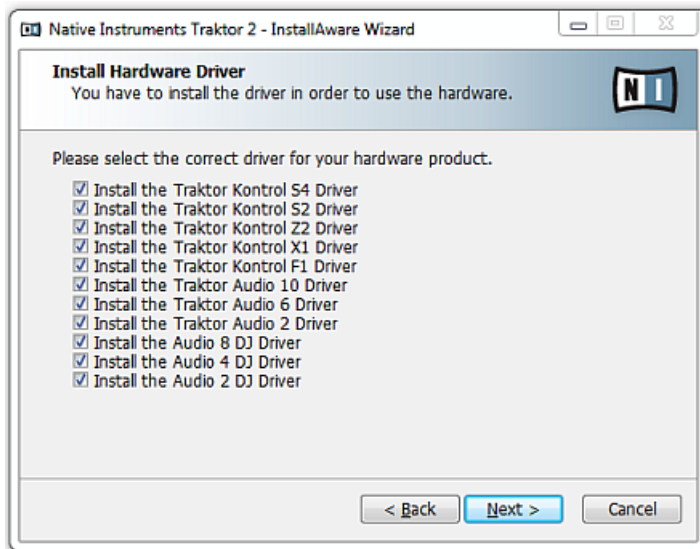 Native Instruments Traktor 2 - InstallAware Wizard
Install Hardware Driver
You have to install the driver in order to use the hardware.
N I
Please select the correct driver for your hardware product.
Install the Traktor Kontrol S4 Driver
Install the Traktor Kontrol S2 Driver
Install the Traktor Kontrol Z2 Driver
Install the Traktor Kontrol X1 Driver
Install the Traktor Kontrol F1 Driver
Install the Traktor Audio 10 Driver
Install the Traktor Audio 6 Driver
Install the Traktor Audio 2 Driver
Install the Audio 8 DJ Driver
Install the Audio 4 DJ Driver
Install the Audio 2 DJ Driver
< Back Next > Cancel